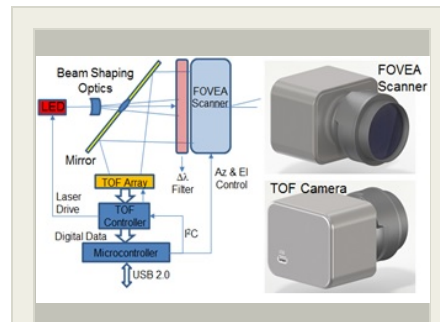 Beam Shaping
Optics
LED
FOVEA
Scanner
Mirror
Δλ
Filter
Az & El
Control
TOF Array
Laser
Drive
TOF
Controller
Digital Data
I²C
Microcontroller
USB 2.0
FOVEA
Scanner
TOF Camera